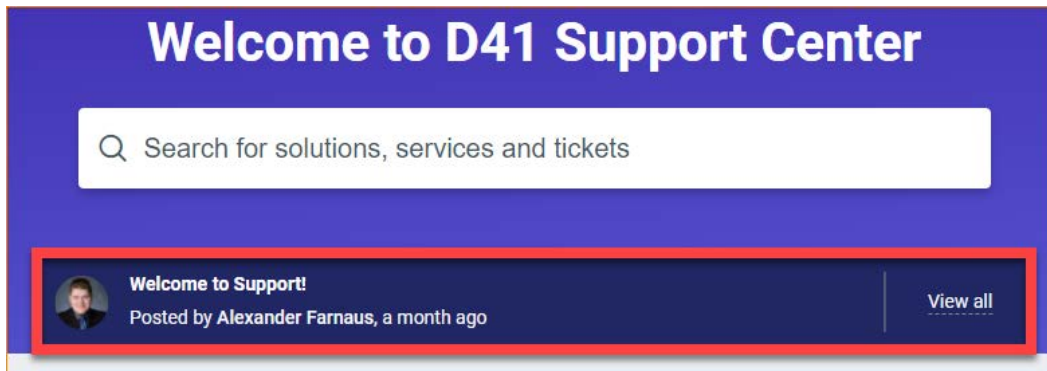 Welcome to D41 Support Center
Search for solutions, services and tickets
Welcome to Support!
Posted by Alexander Farnaus, a month ago
View all